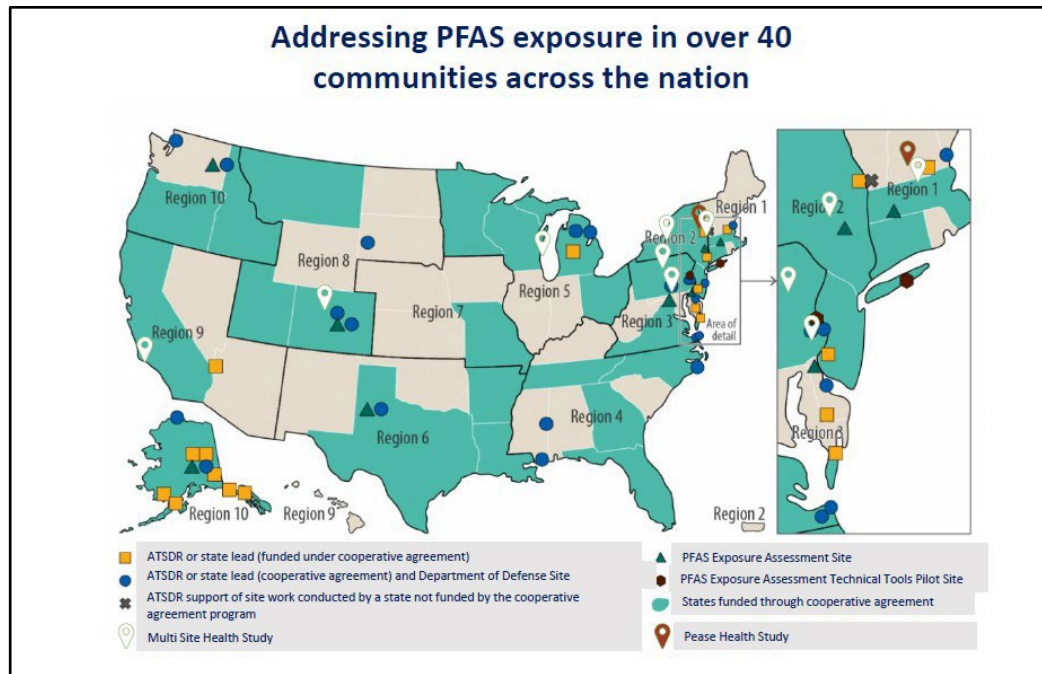 Addressing PFAS exposure in over 40
communities across the nation
Region 10
Region 8
Region 9
Region 7
Region 5
Region 6
Region 4
Region 3
Region 2
Region 1
Area of
detail
Region 10
Region 9
Region 2
Region 1
Region 2
Region 3
ATSDR or state lead (funded under cooperative agreement)
ATSDR or state lead (cooperative agreement) and Department of Defense Site
ATSDR support of site work conducted by a state not funded by the cooperative
agreement program
Multi Site Health Study
PFAS Exposure Assessment Site
PFAS Exposure Assessment Technical Tools Pilot Site
States funded through cooperative agreement
Pease Health Study